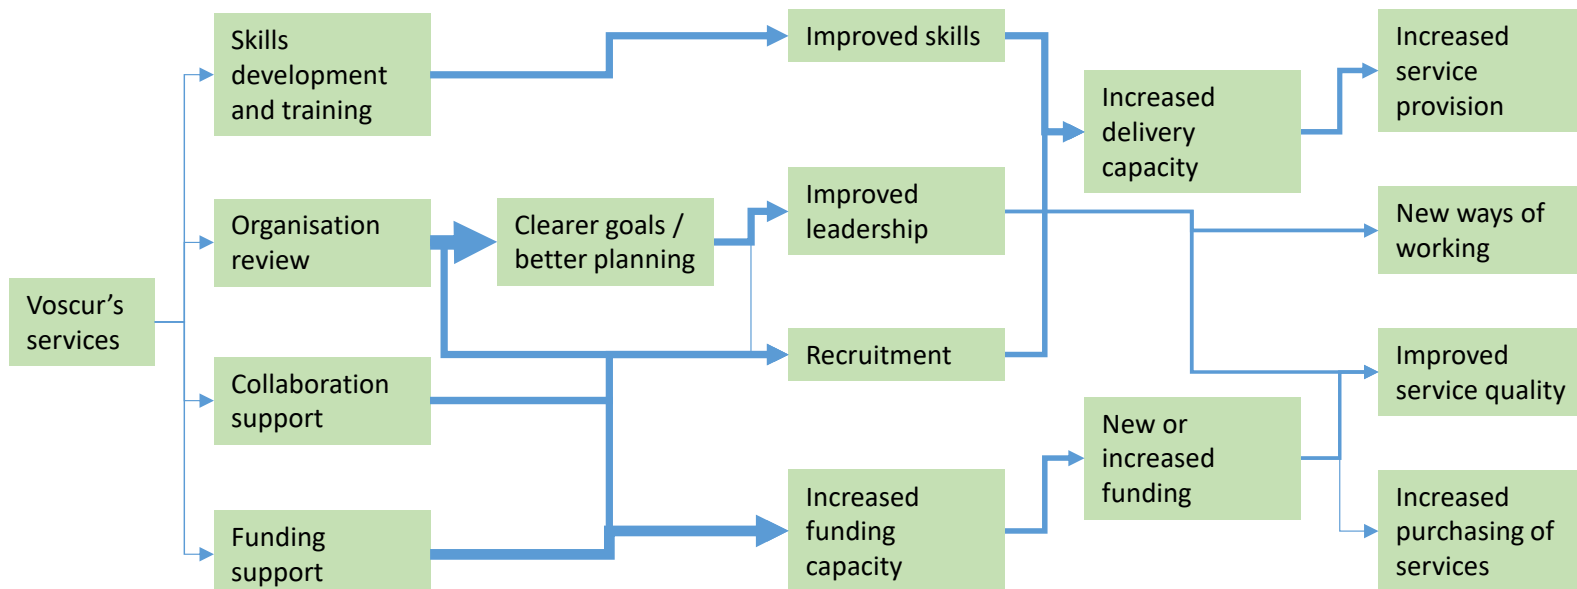 Voscur’s
services
Skills
development
and training
Organisation
review
Collaboration
support
Funding
support
Clearer goals /
better planning
Improved skills
Improved
leadership
Recruitment
Increased
funding
capacity
Increased
delivery
capacity
New or
increased
funding
Increased
service
provision
New ways of
working
Improved
service quality
Increased
purchasing of
services